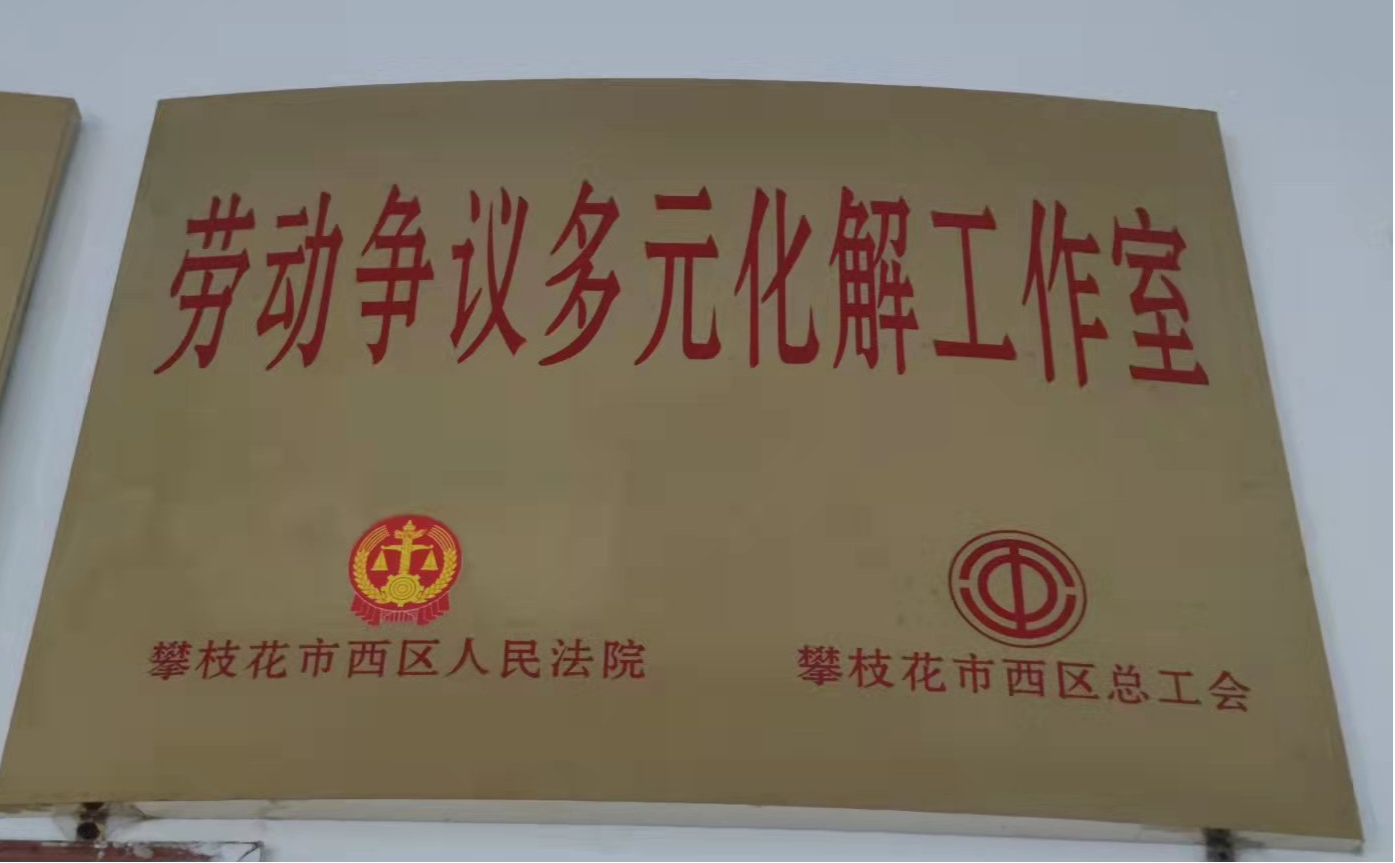 劳动争议多元化解工作室
攀枝花市西区人民法院
攀枝花市西区总工会